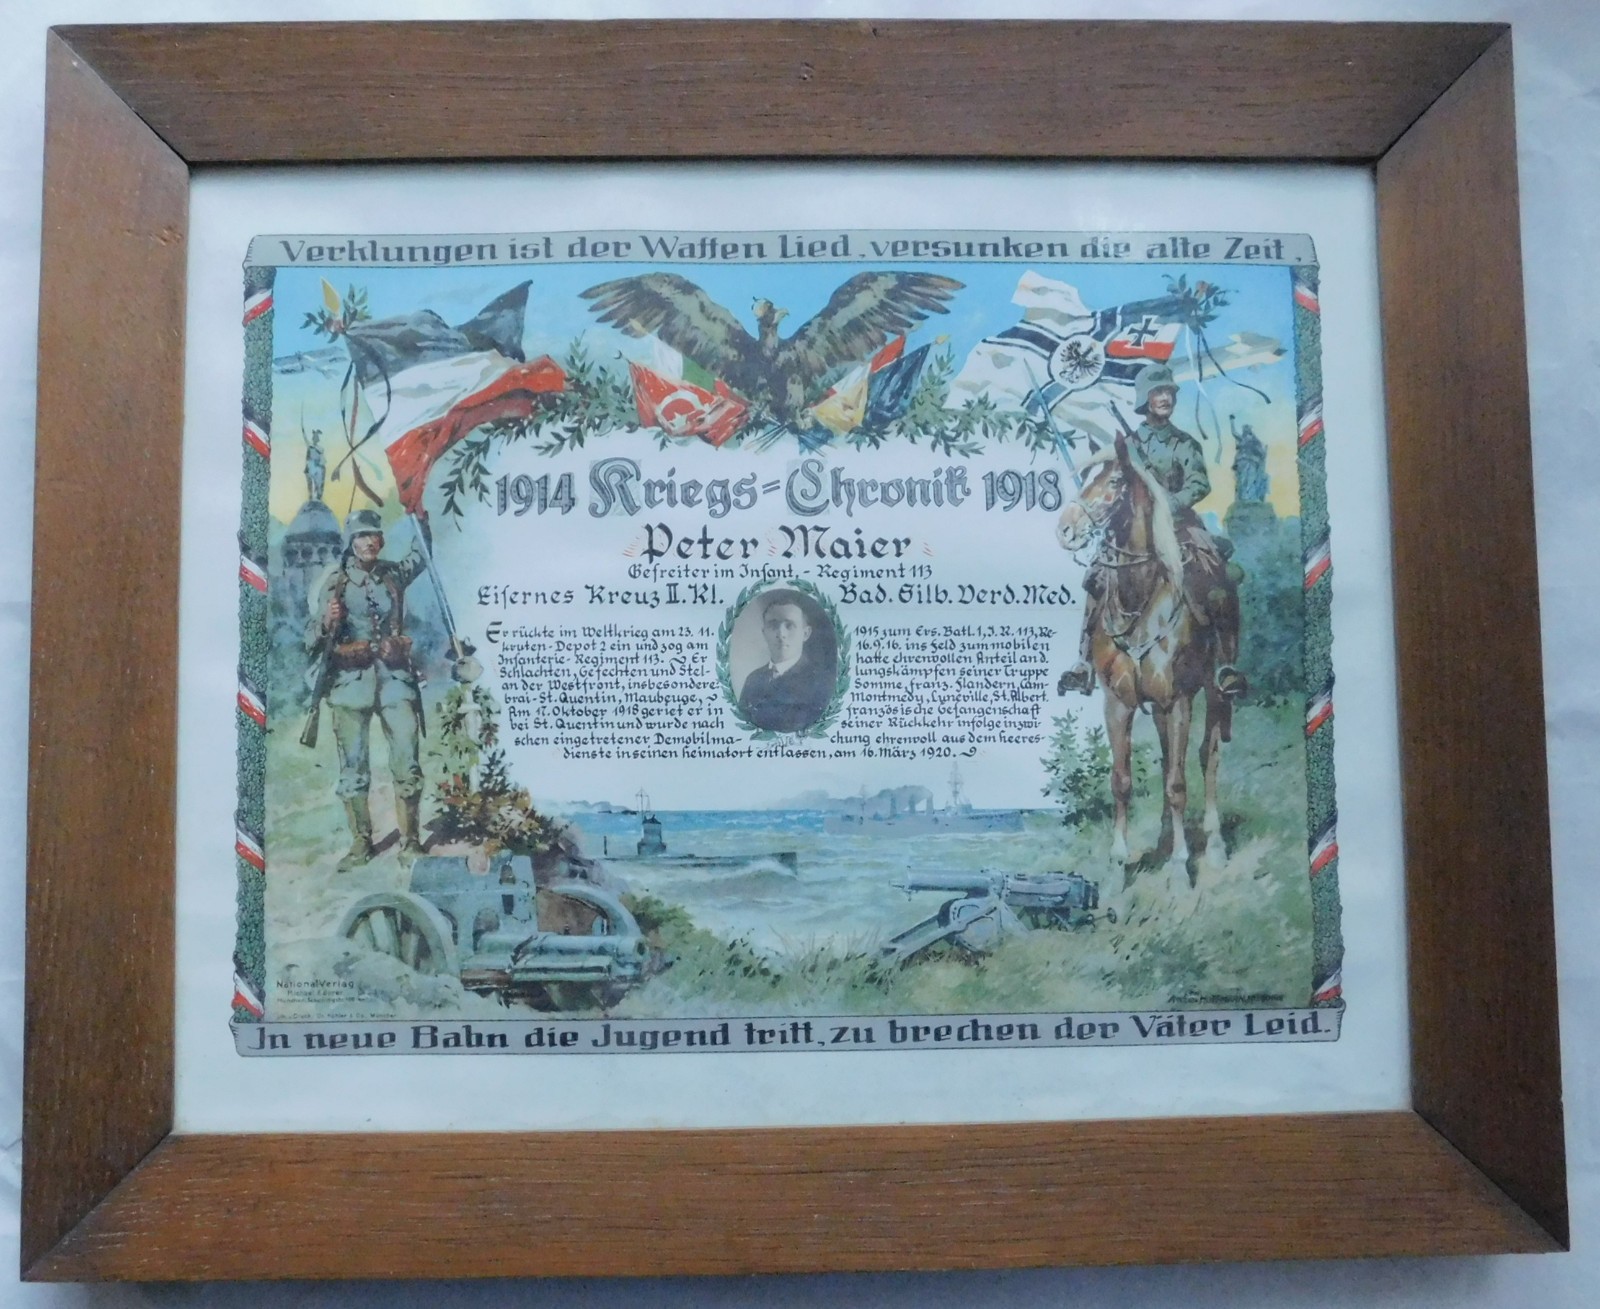 Verklungen ist der Waffen Lied, versunken die alte Zeit,
1914 Kriegs=Chronik 1918
Peter Maier
Gefreiter im Infant.-Regiment 113
Eisernes Kreuz II. Kl. Bad. Silb. Verd. Med.
Er rückte im Weltkrieg am 23. 11. 1915 zum Ers. Batl. 1, J. R. 113, Re-
kruten-Depot 2 ein und zog am 16.9.16. ins Feld zum mobilen
Infanterie-Regiment 113. Er hatte ehrenvollen Anteil an d.
Schlachten, Gefechten und Stel- lungskämpfen seiner Truppe
an der Westfront, insbesondere: Somme, franz. Flandern, Cam-
brai-St. Quentin, Maubeuge, Montmedy, Luneville, St. Albert.
Am 17. Oktober 1918 geriet er in französische Gefangenschaft
bei St. Quentin und wurde nach seiner Rückkehr infolge inzwi-
schen eingetretener Demobilma- chung ehrenvoll aus dem Heeres-
dienste in seinen Heimatort entlassen, am 16. März 1920.
NationalVerlag
In neue Bahn die Jugend tritt, zu brechen der Väter Leid.